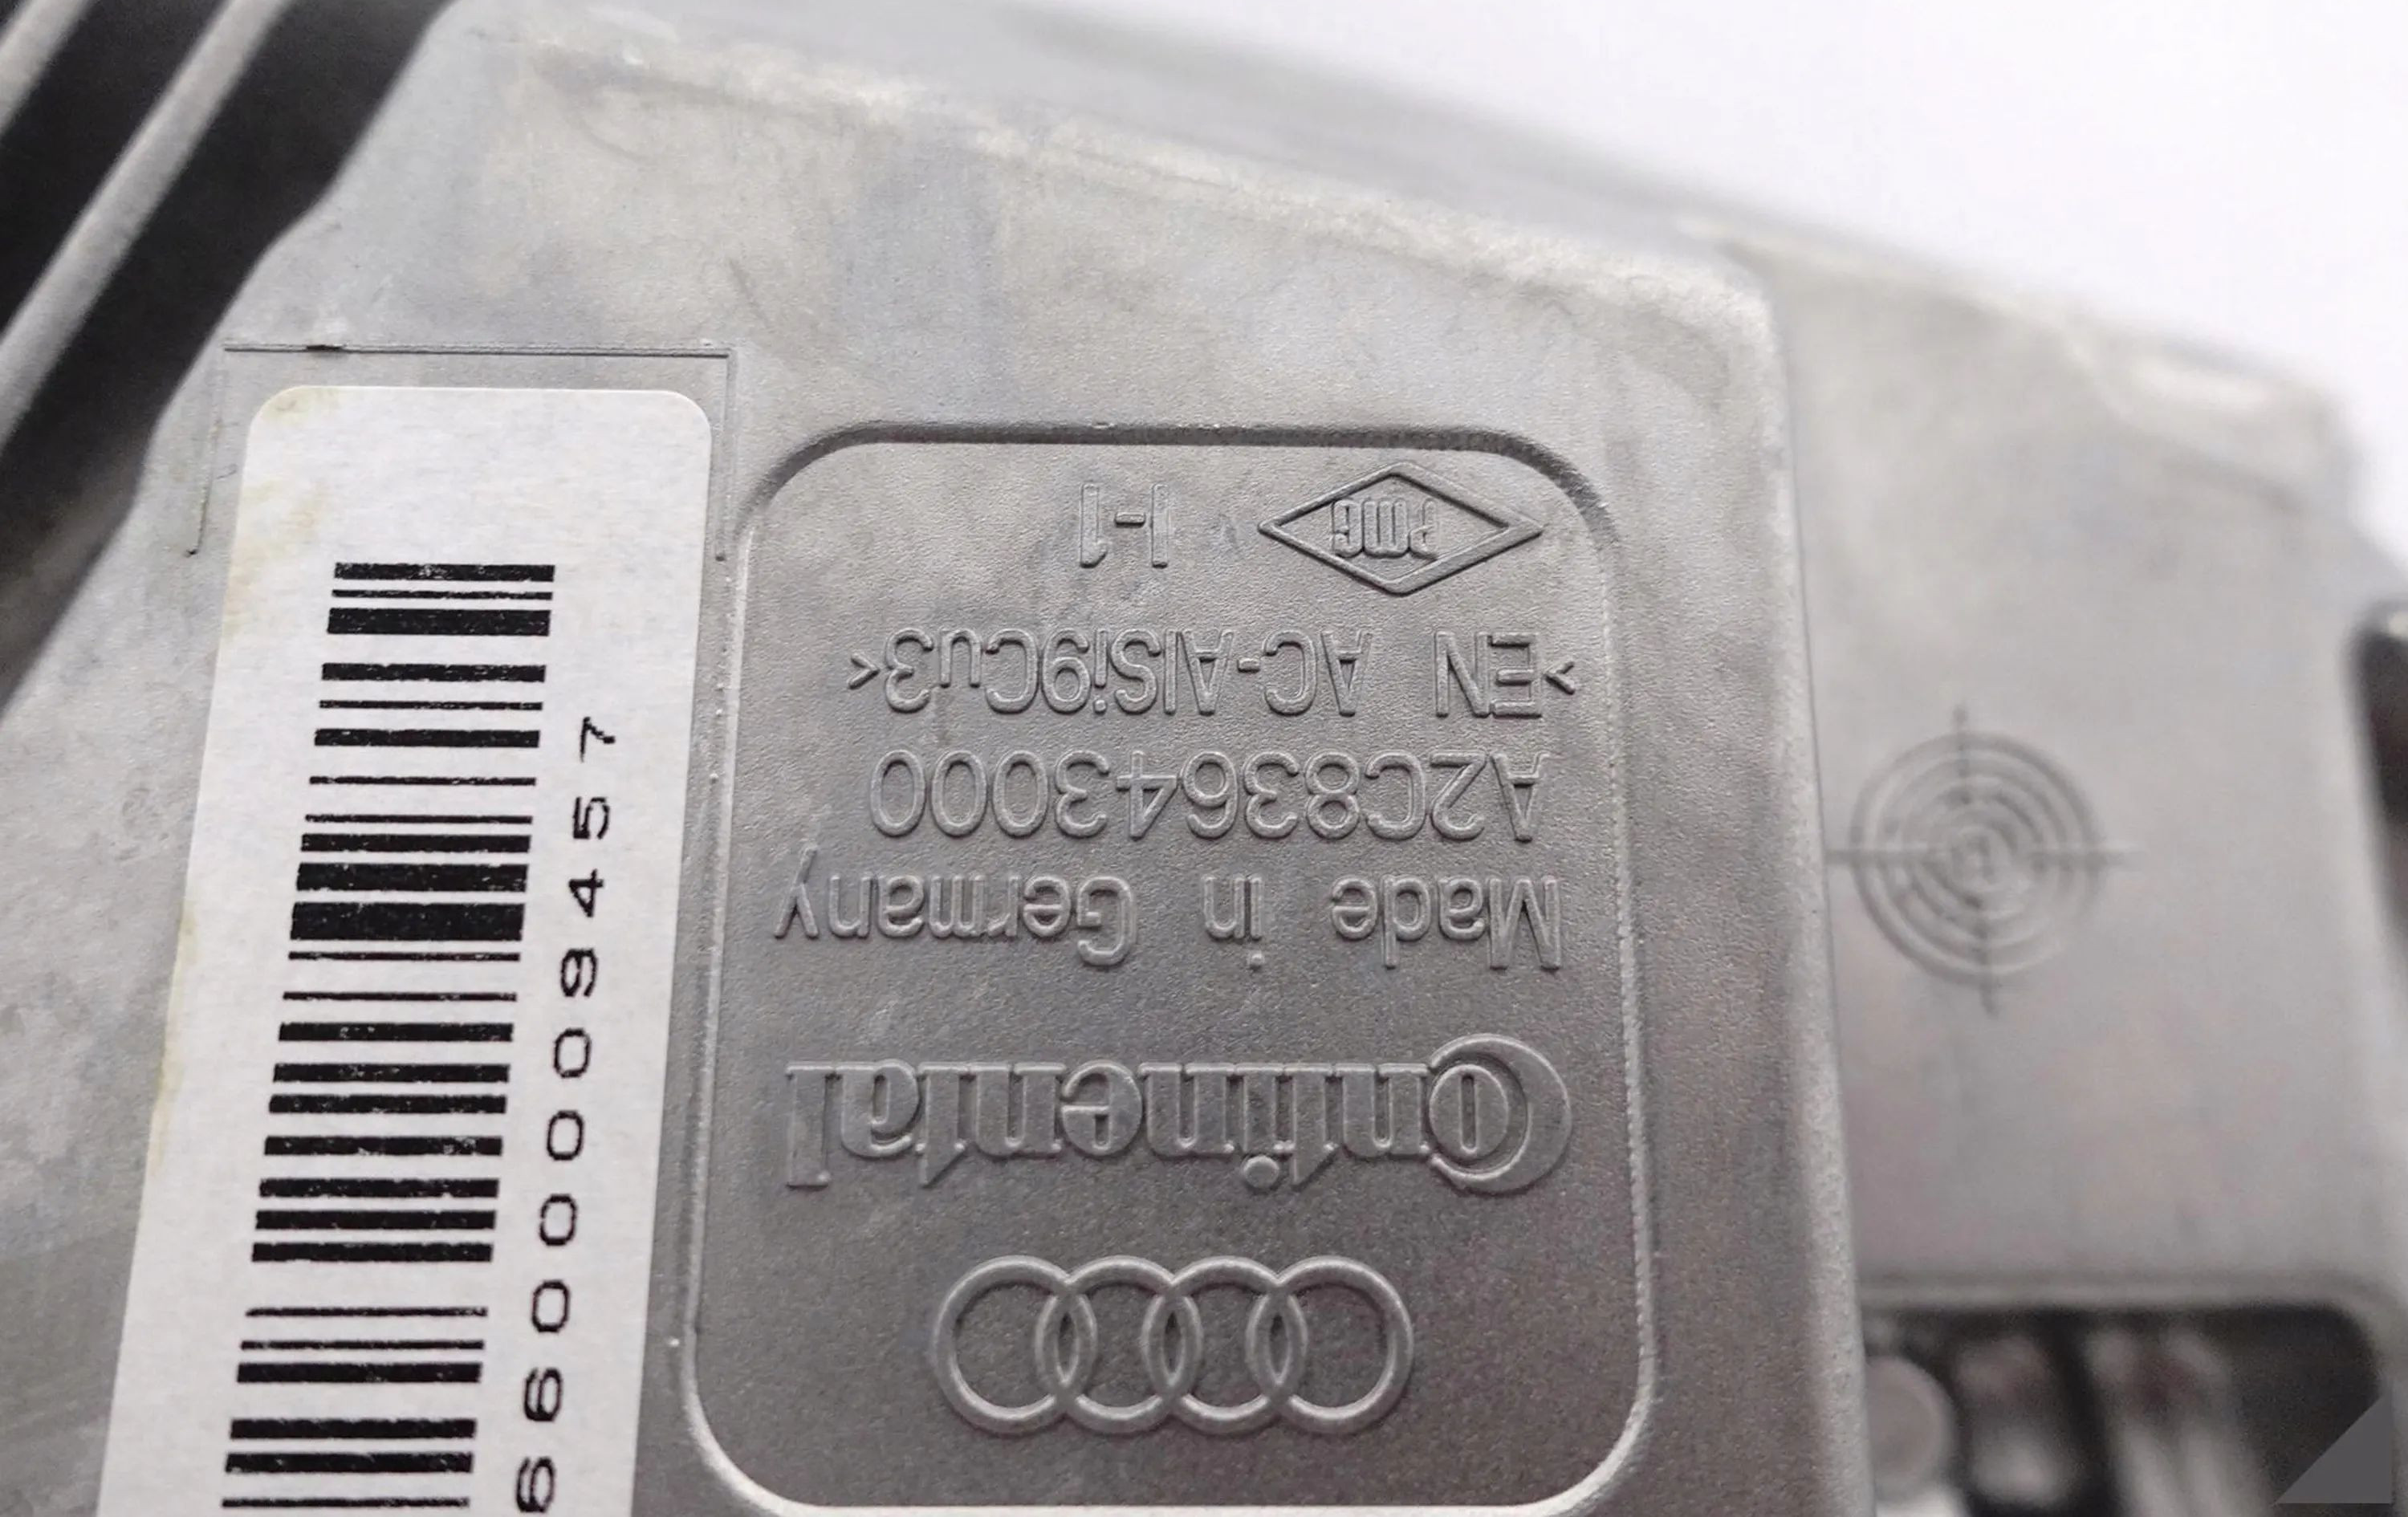 Continental
Made in Germany
A2C83643000
>EN AC-AlSi9Cu3<
PMG I-1
6600009457